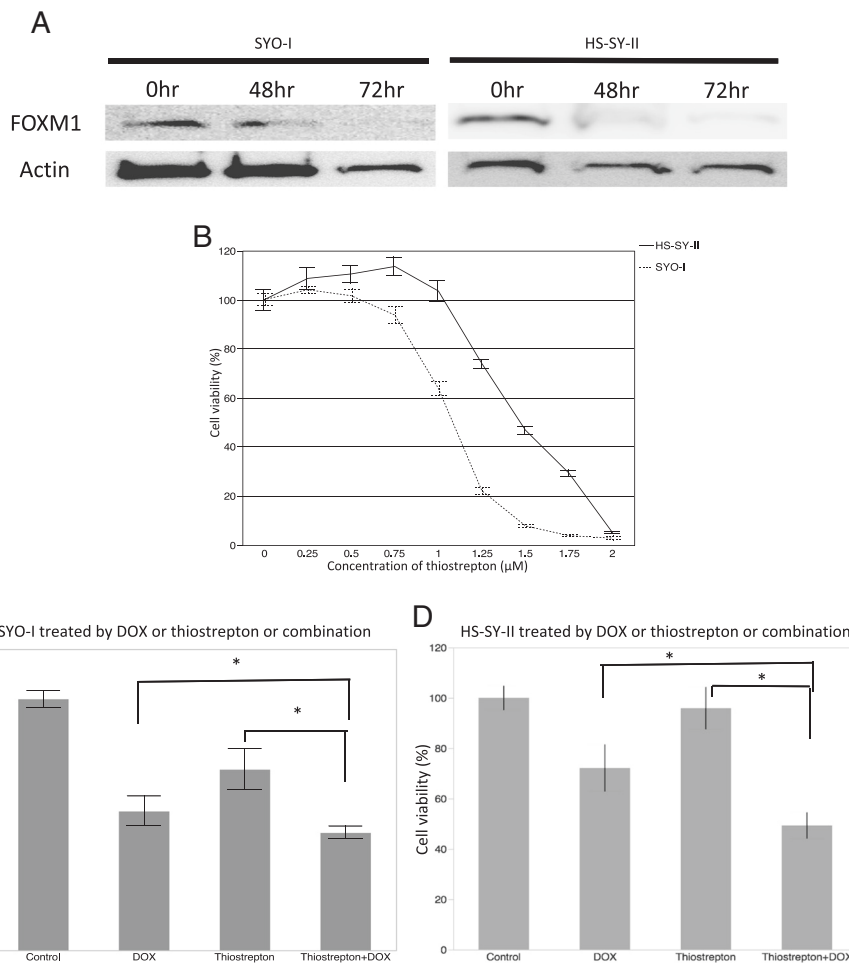 A
SYO-I HS-SY-II
0hr 48hr 72hr 0hr 48hr 72hr
FOXM1
Actin
B
HS-SY-II
SYO-I
Cell viability (%)
120
100
80
60
40
20
0
0 0.25 0.5 0.75 1 1.25 1.5 1.75 2
Concentration of thiostrepton (μM)
SYO-I treated by DOX or thiostrepton or combination
*
*
Control DOX Thiostrepton Thiostrepton+DOX
D
HS-SY-II treated by DOX or thiostrepton or combination
Cell viability (%)
120
100
80
60
40
20
0
*
*
Control DOX Thiostrepton Thiostrepton+DOX